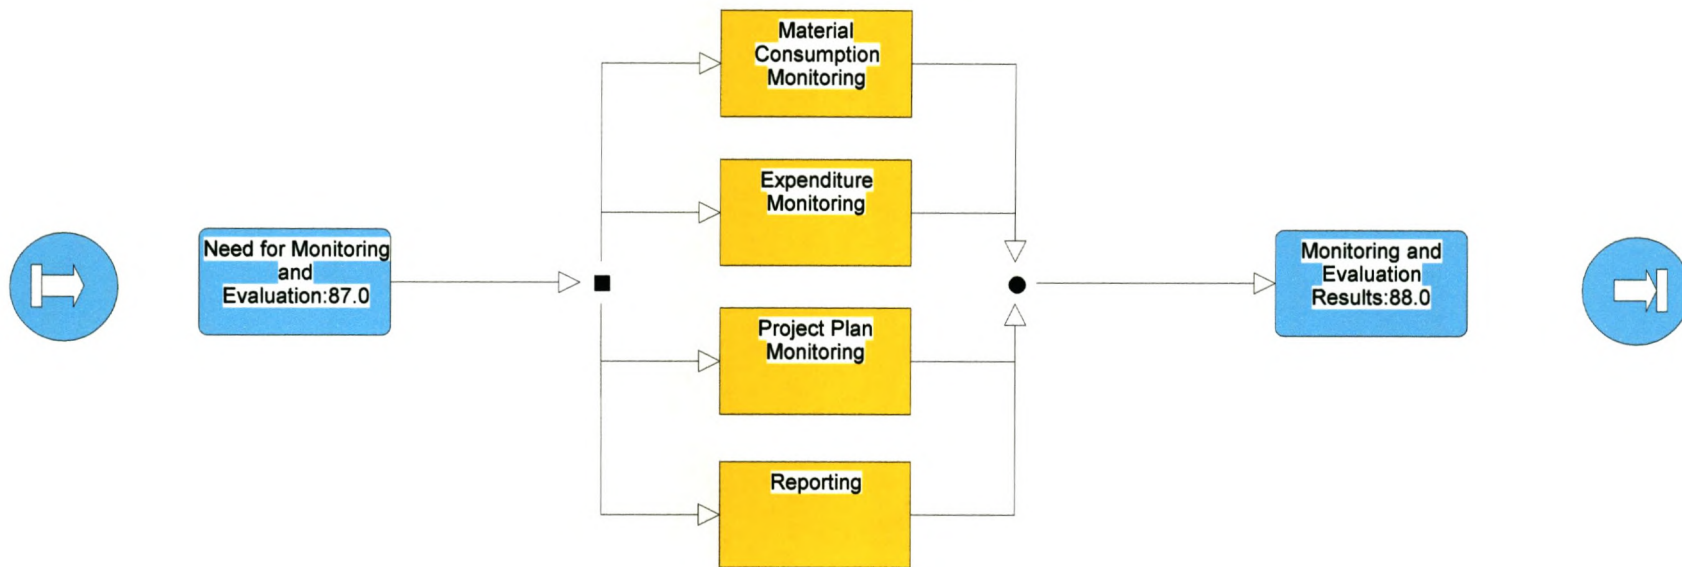 Material
Consumption
Monitoring
Expenditure
Monitoring
Need for Monitoring
and
Evaluation:87.0
Monitoring and
Evaluation
Results:88.0
Project Plan
Monitoring
Reporting